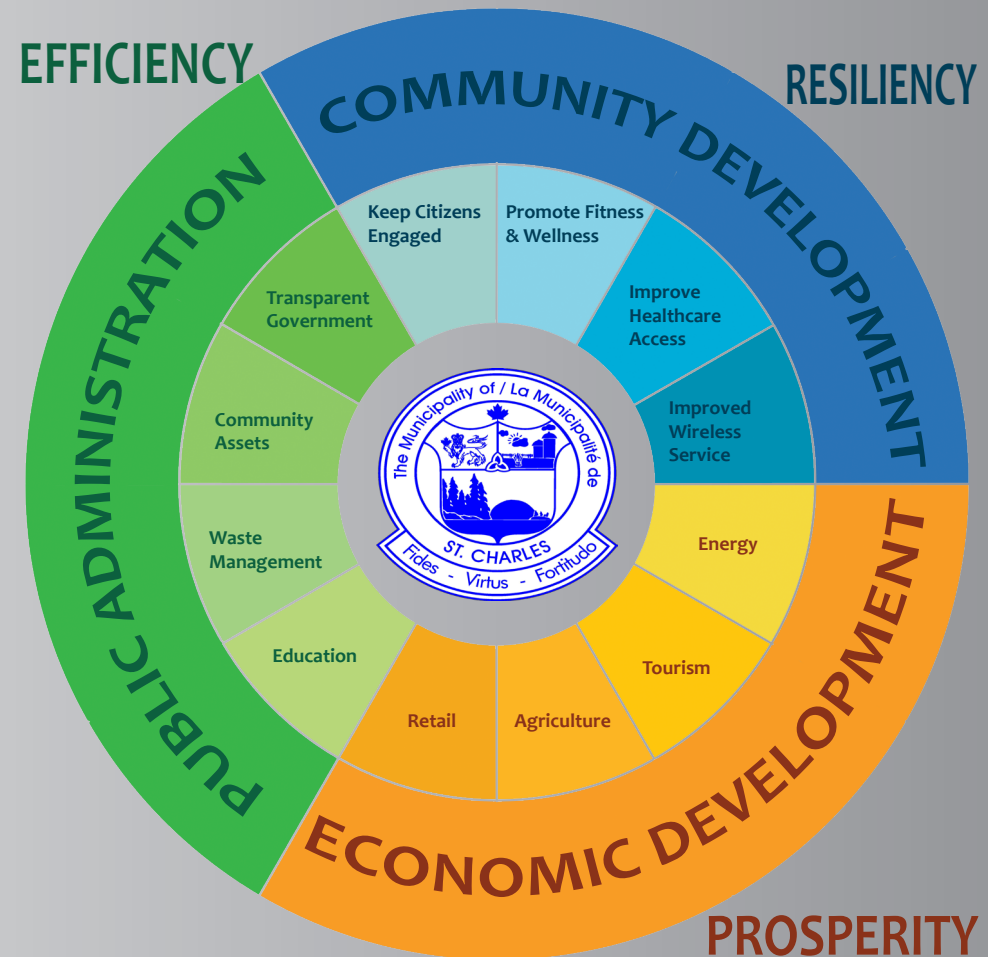 EFFICIENCY
RESILIENCY
COMMUNITY DEVELOPMENT
PUBLIC ADMINISTRATION
Keep Citizens
Engaged
Promote Fitness
& Wellness
Improve
Healthcare
Access
Improved
Wireless
Service
Transparent
Government
Community
Assets
Waste
Management
Education
The Municipality of / La Municipalité de
ST. CHARLES
Fides - Virtus - Fortitudo
Energy
Tourism
Agriculture
Retail
ECONOMIC DEVELOPMENT
PROSPERITY